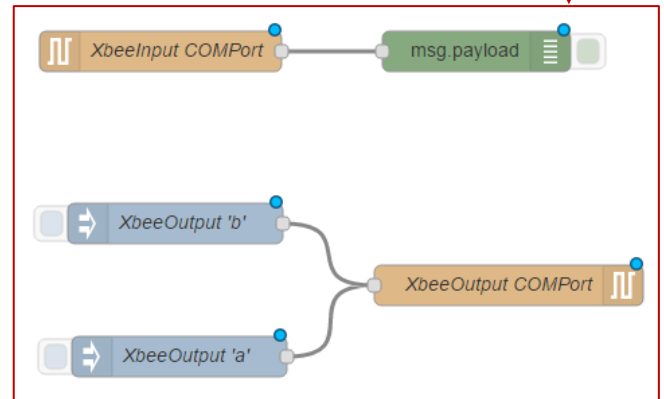 XbeeInput COMPort
msg.payload
XbeeOutput 'b'
XbeeOutput COMPort
XbeeOutput 'a'